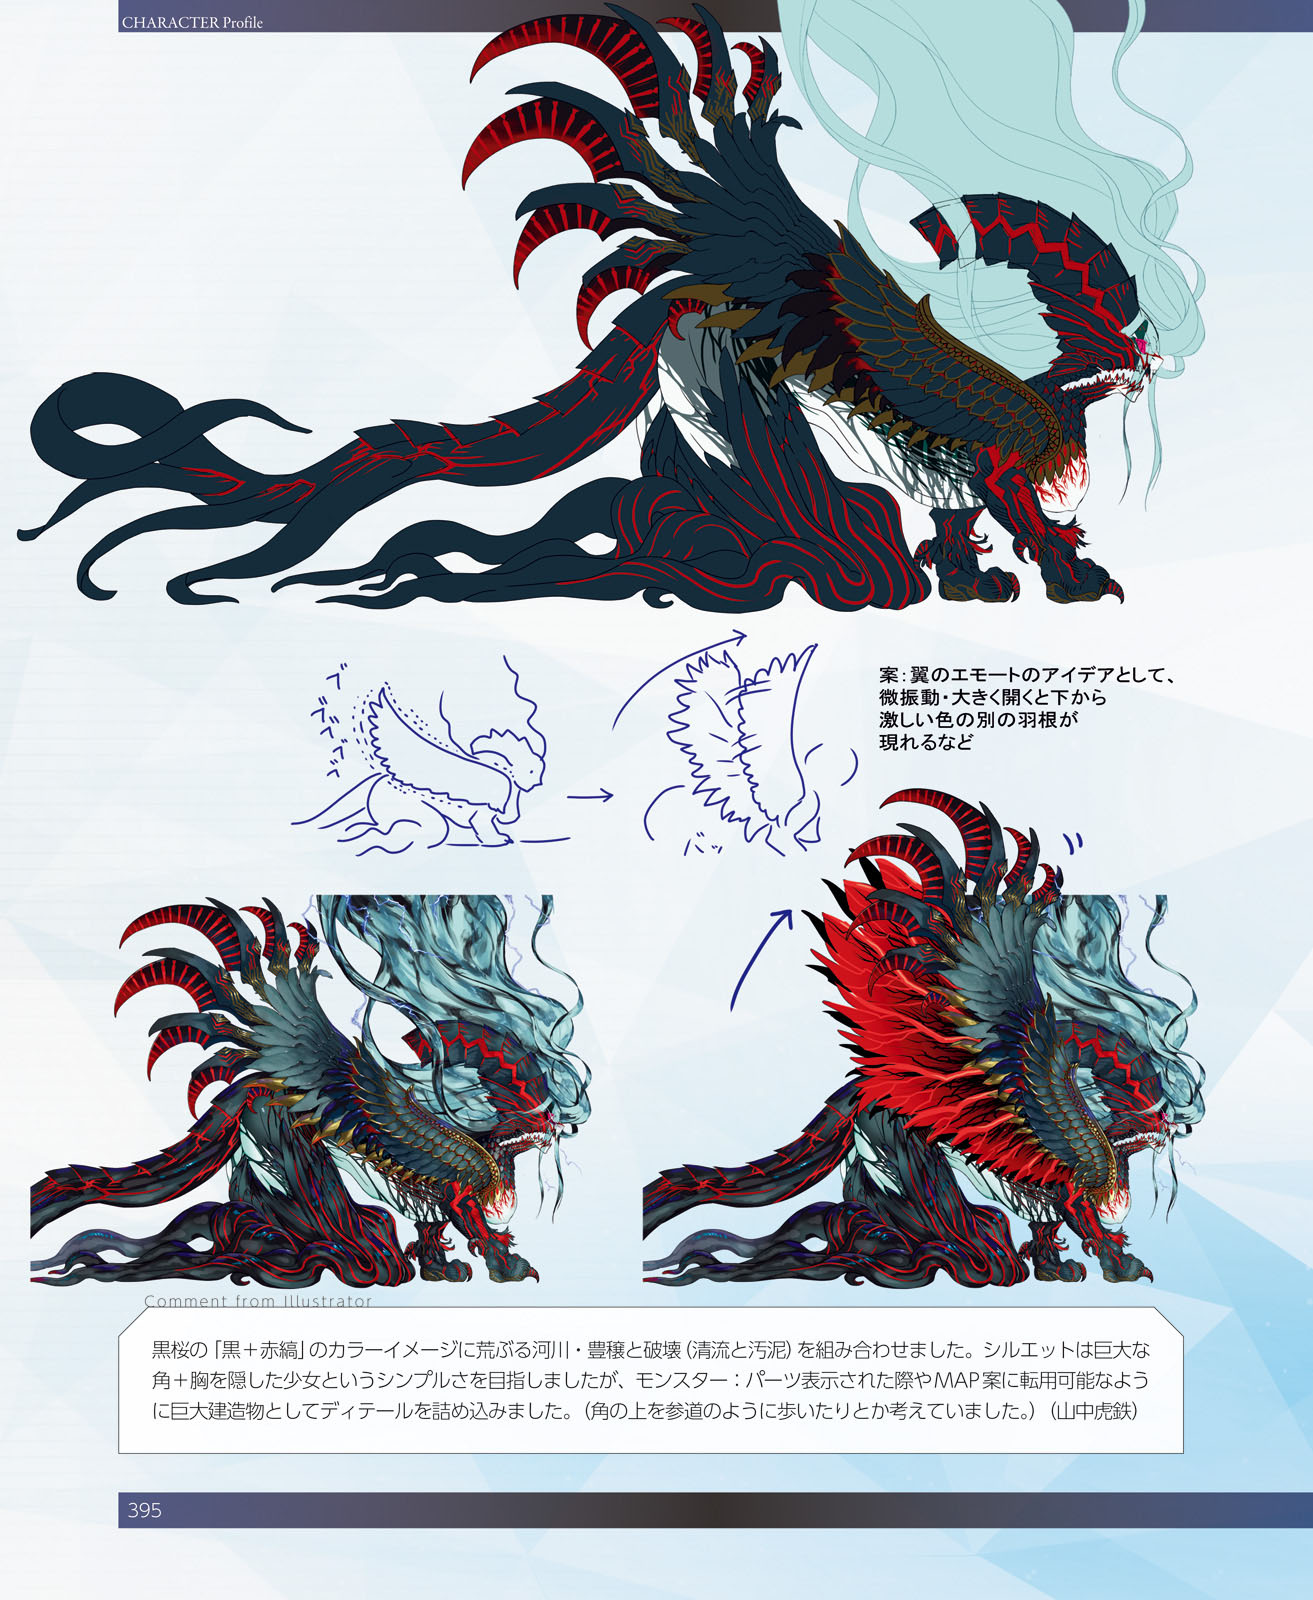 CHARACTER Profile
案：翼のエモートのアイデアとして、
微振動・大きく開くと下から
激しい色の別の羽根が
現れるなど
バッ
Comment from Illustrator
黒桜の「黒＋赤縞」のカラーイメージに荒ぶる河川・豊穣と破壊（清流と汚泥）を組み合わせました。シルエットは巨大な
角＋胸を隠した少女というシンプルさを目指しましたが、モンスター：パーツ表示された際やMAP案に転用可能なよう
に巨大建造物としてディテールを詰め込みました。（角の上を参道のように歩いたりとか考えていました。）（山中虎鉄）
395